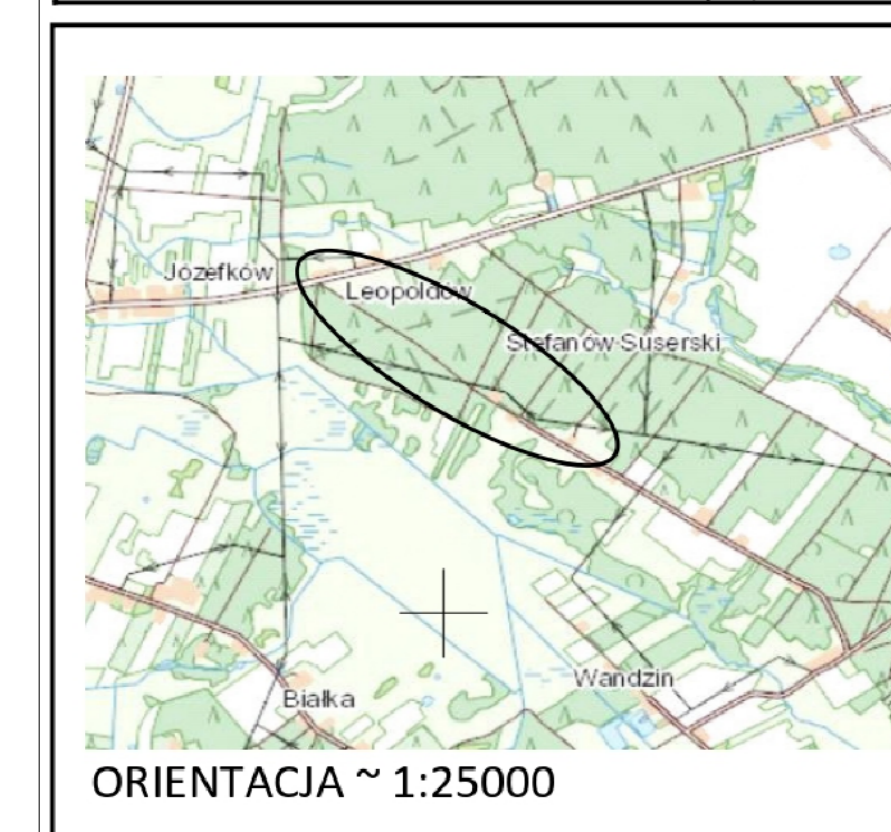 Józefków
Leopoldów
Stefanów Suserski
Wandzin
Białka
ORIENTACJA ~ 1:25000